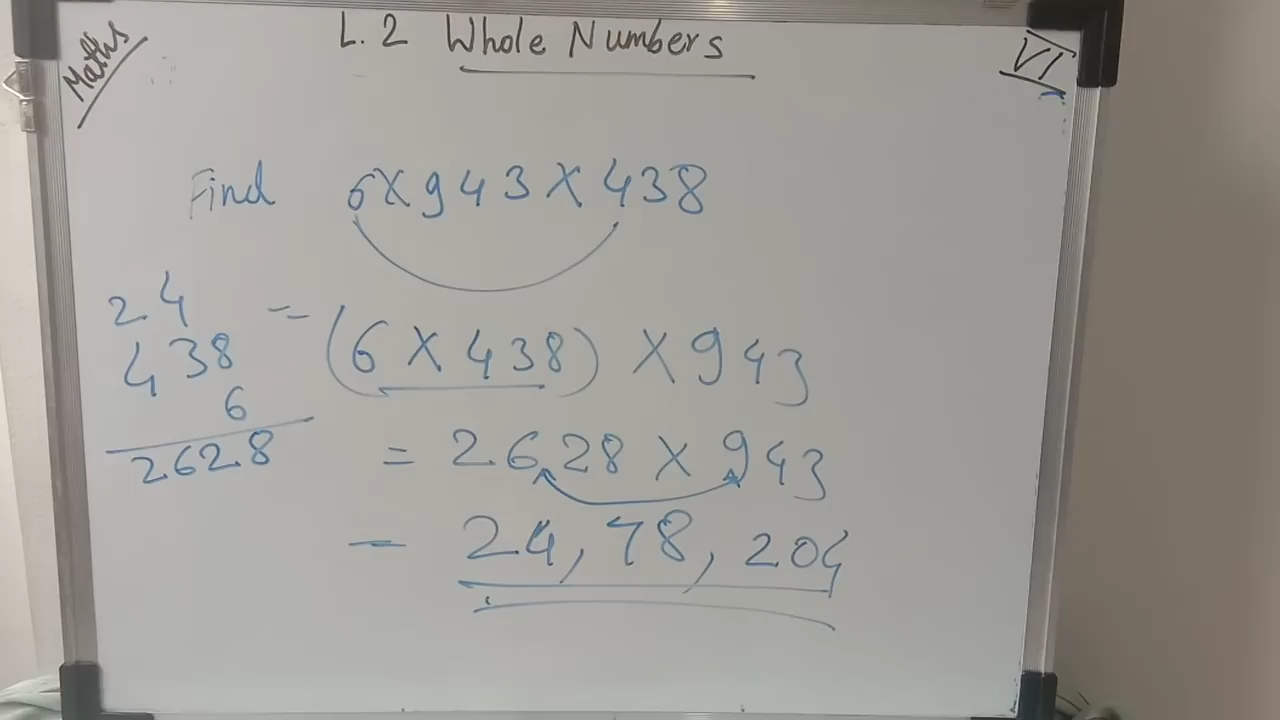 Maths
L.2 Whole Numbers
VI
Find 6 X 943 X 438
= (6 X 438) X 943
24
438
6
2628
= 2628 X 943
= 24,78,204